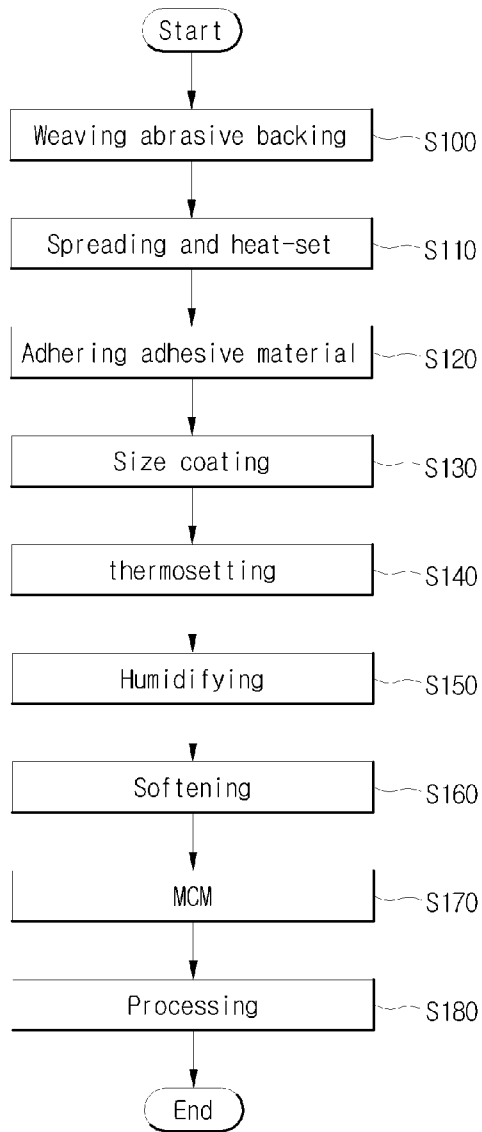 Start
Weaving abrasive backing S100
Spreading and heat-set S110
Adhering adhesive material S120
Size coating S130
thermosetting S140
Humidifying S150
Softening S160
MCM S170
Processing S180
End